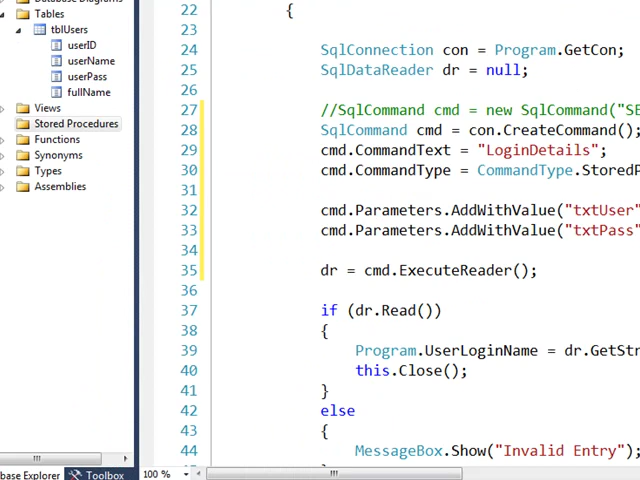 Tables
tblUsers
userID
userName
userPass
fullName
Views
Stored Procedures
Functions
Synonyms
Types
Assemblies
Explorer
Toolbox
22 {
23
24 SqlConnection con = Program.GetCon;
25 SqlDataReader dr = null;
26
27 //SqlCommand cmd = new SqlCommand("SE
28 SqlCommand cmd = con.CreateCommand();
29 cmd.CommandText = "LoginDetails";
30 cmd.CommandType = CommandType.StoredP
31
32 cmd.Parameters.AddWithValue("txtUser"
33 cmd.Parameters.AddWithValue("txtPass"
34
35 dr = cmd.ExecuteReader();
36
37 if (dr.Read())
38 {
39 Program.UserLoginName = dr.GetStr
40 this.Close();
41 }
42 else
43 {
44 MessageBox.Show("Invalid Entry");
100 %